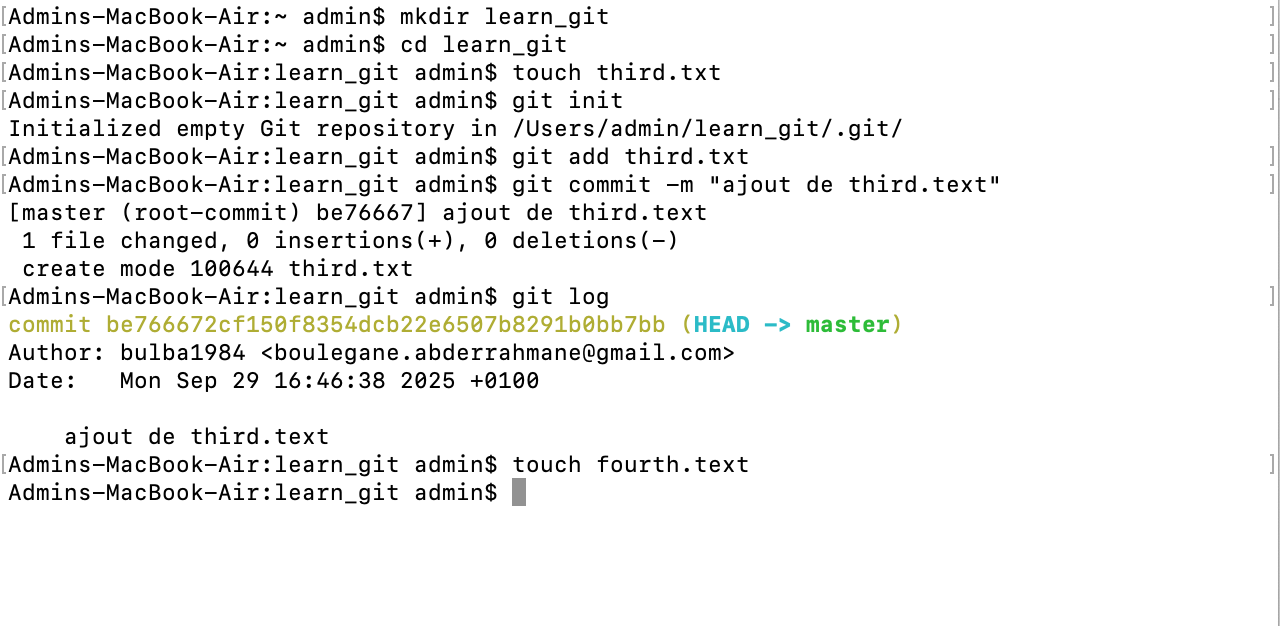 [Admins-MacBook-Air:~ admin$ mkdir learn_git ]
[Admins-MacBook-Air:~ admin$ cd learn_git ]
[Admins-MacBook-Air:learn_git admin$ touch third.txt ]
[Admins-MacBook-Air:learn_git admin$ git init ]
Initialized empty Git repository in /Users/admin/learn_git/.git/
[Admins-MacBook-Air:learn_git admin$ git add third.txt ]
[Admins-MacBook-Air:learn_git admin$ git commit -m "ajout de third.text" ]
[master (root-commit) be76667] ajout de third.text
 1 file changed, 0 insertions(+), 0 deletions(-)
 create mode 100644 third.txt
[Admins-MacBook-Air:learn_git admin$ git log ]
commit be766672cf150f8354dcb22e6507b8291b0bb7bb (HEAD -> master)
Author: bulba1984 <boulegane.abderrahmane@gmail.com>
Date:   Mon Sep 29 16:46:38 2025 +0100

    ajout de third.text
[Admins-MacBook-Air:learn_git admin$ touch fourth.text ]
Admins-MacBook-Air:learn_git admin$